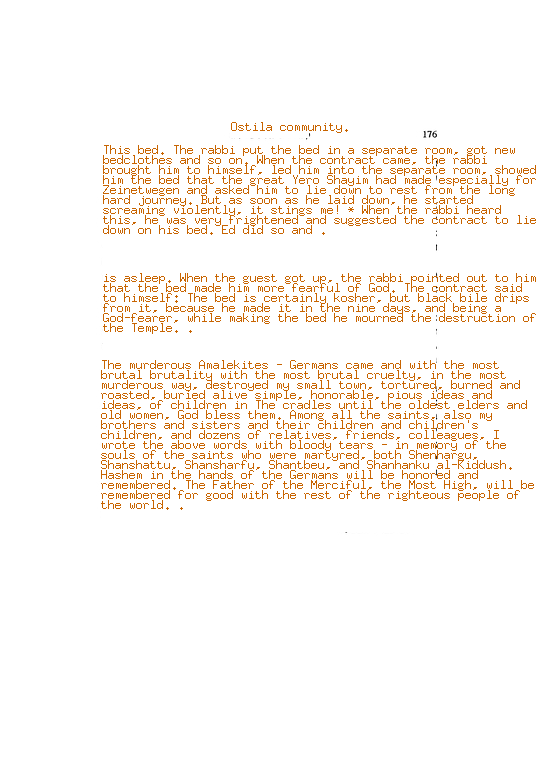 Ostila community.
176
This bed. The rabbi put the bed in a separate room, got new
bedclothes and so on. When the contract came, the rabbi
brought him to himself, led him into the separate room, showed
him the bed that the great Yero Shayim had made especially for
Zeinetwegen and asked him to lie down to rest from the long
hard journey. But as soon as he laid down, he started
screaming violently, it stings me! * When the rabbi heard
this, he was very frightened and suggested the contract to lie
down on his bed. Ed did so and .
is asleep. When the guest got up, the rabbi pointed out to him
that the bed made him more fearful of God. The contract said
to himself: The bed is certainly kosher, but black bile drips
from it, because he made it in the nine days, and being a
God-fearer, while making the bed he mourned the destruction of
the Temple. .
The murderous Amalekites - Germans came and with the most
brutal brutality with the most brutal cruelty, in the most
murderous way, destroyed my small town, tortured, burned and
roasted, buried alive simple, honorable, pious ideas and
ideas, of children in The cradles until the oldest elders and
old women, God bless them. Among all the saints, also my
brothers and sisters and their children and children's
children, and dozens of relatives, friends, colleagues, I
wrote the above words with bloody tears - in memory of the
souls of the saints who were martyred, both Shenhargu,
Shanshattu, Shansharfu, Shantbeu, and Shanhanku al-Kiddush.
Hashem in the hands of the Germans will be honored and
remembered. The Father of the Merciful, the Most High, will be
remembered for good with the rest of the righteous people of
the world. .